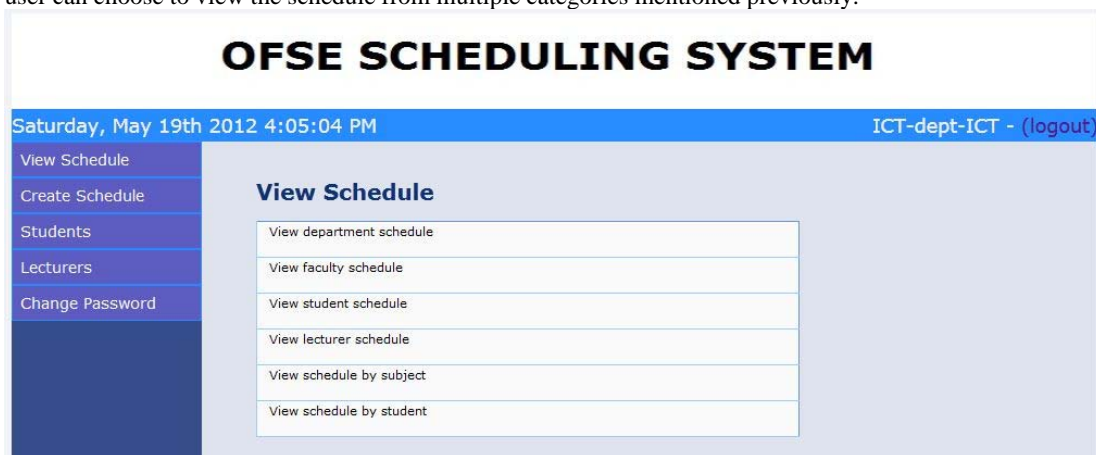 user can choose to view the schedule from multiple categories mentioned previously.
OFSE SCHEDULING SYSTEM
Saturday, May 19th 2012 4:05:04 PM ICT-dept-ICT - (logout)
View Schedule
Create Schedule
Students
Lecturers
Change Password
View Schedule
View department schedule
View faculty schedule
View student schedule
View lecturer schedule
View schedule by subject
View schedule by student